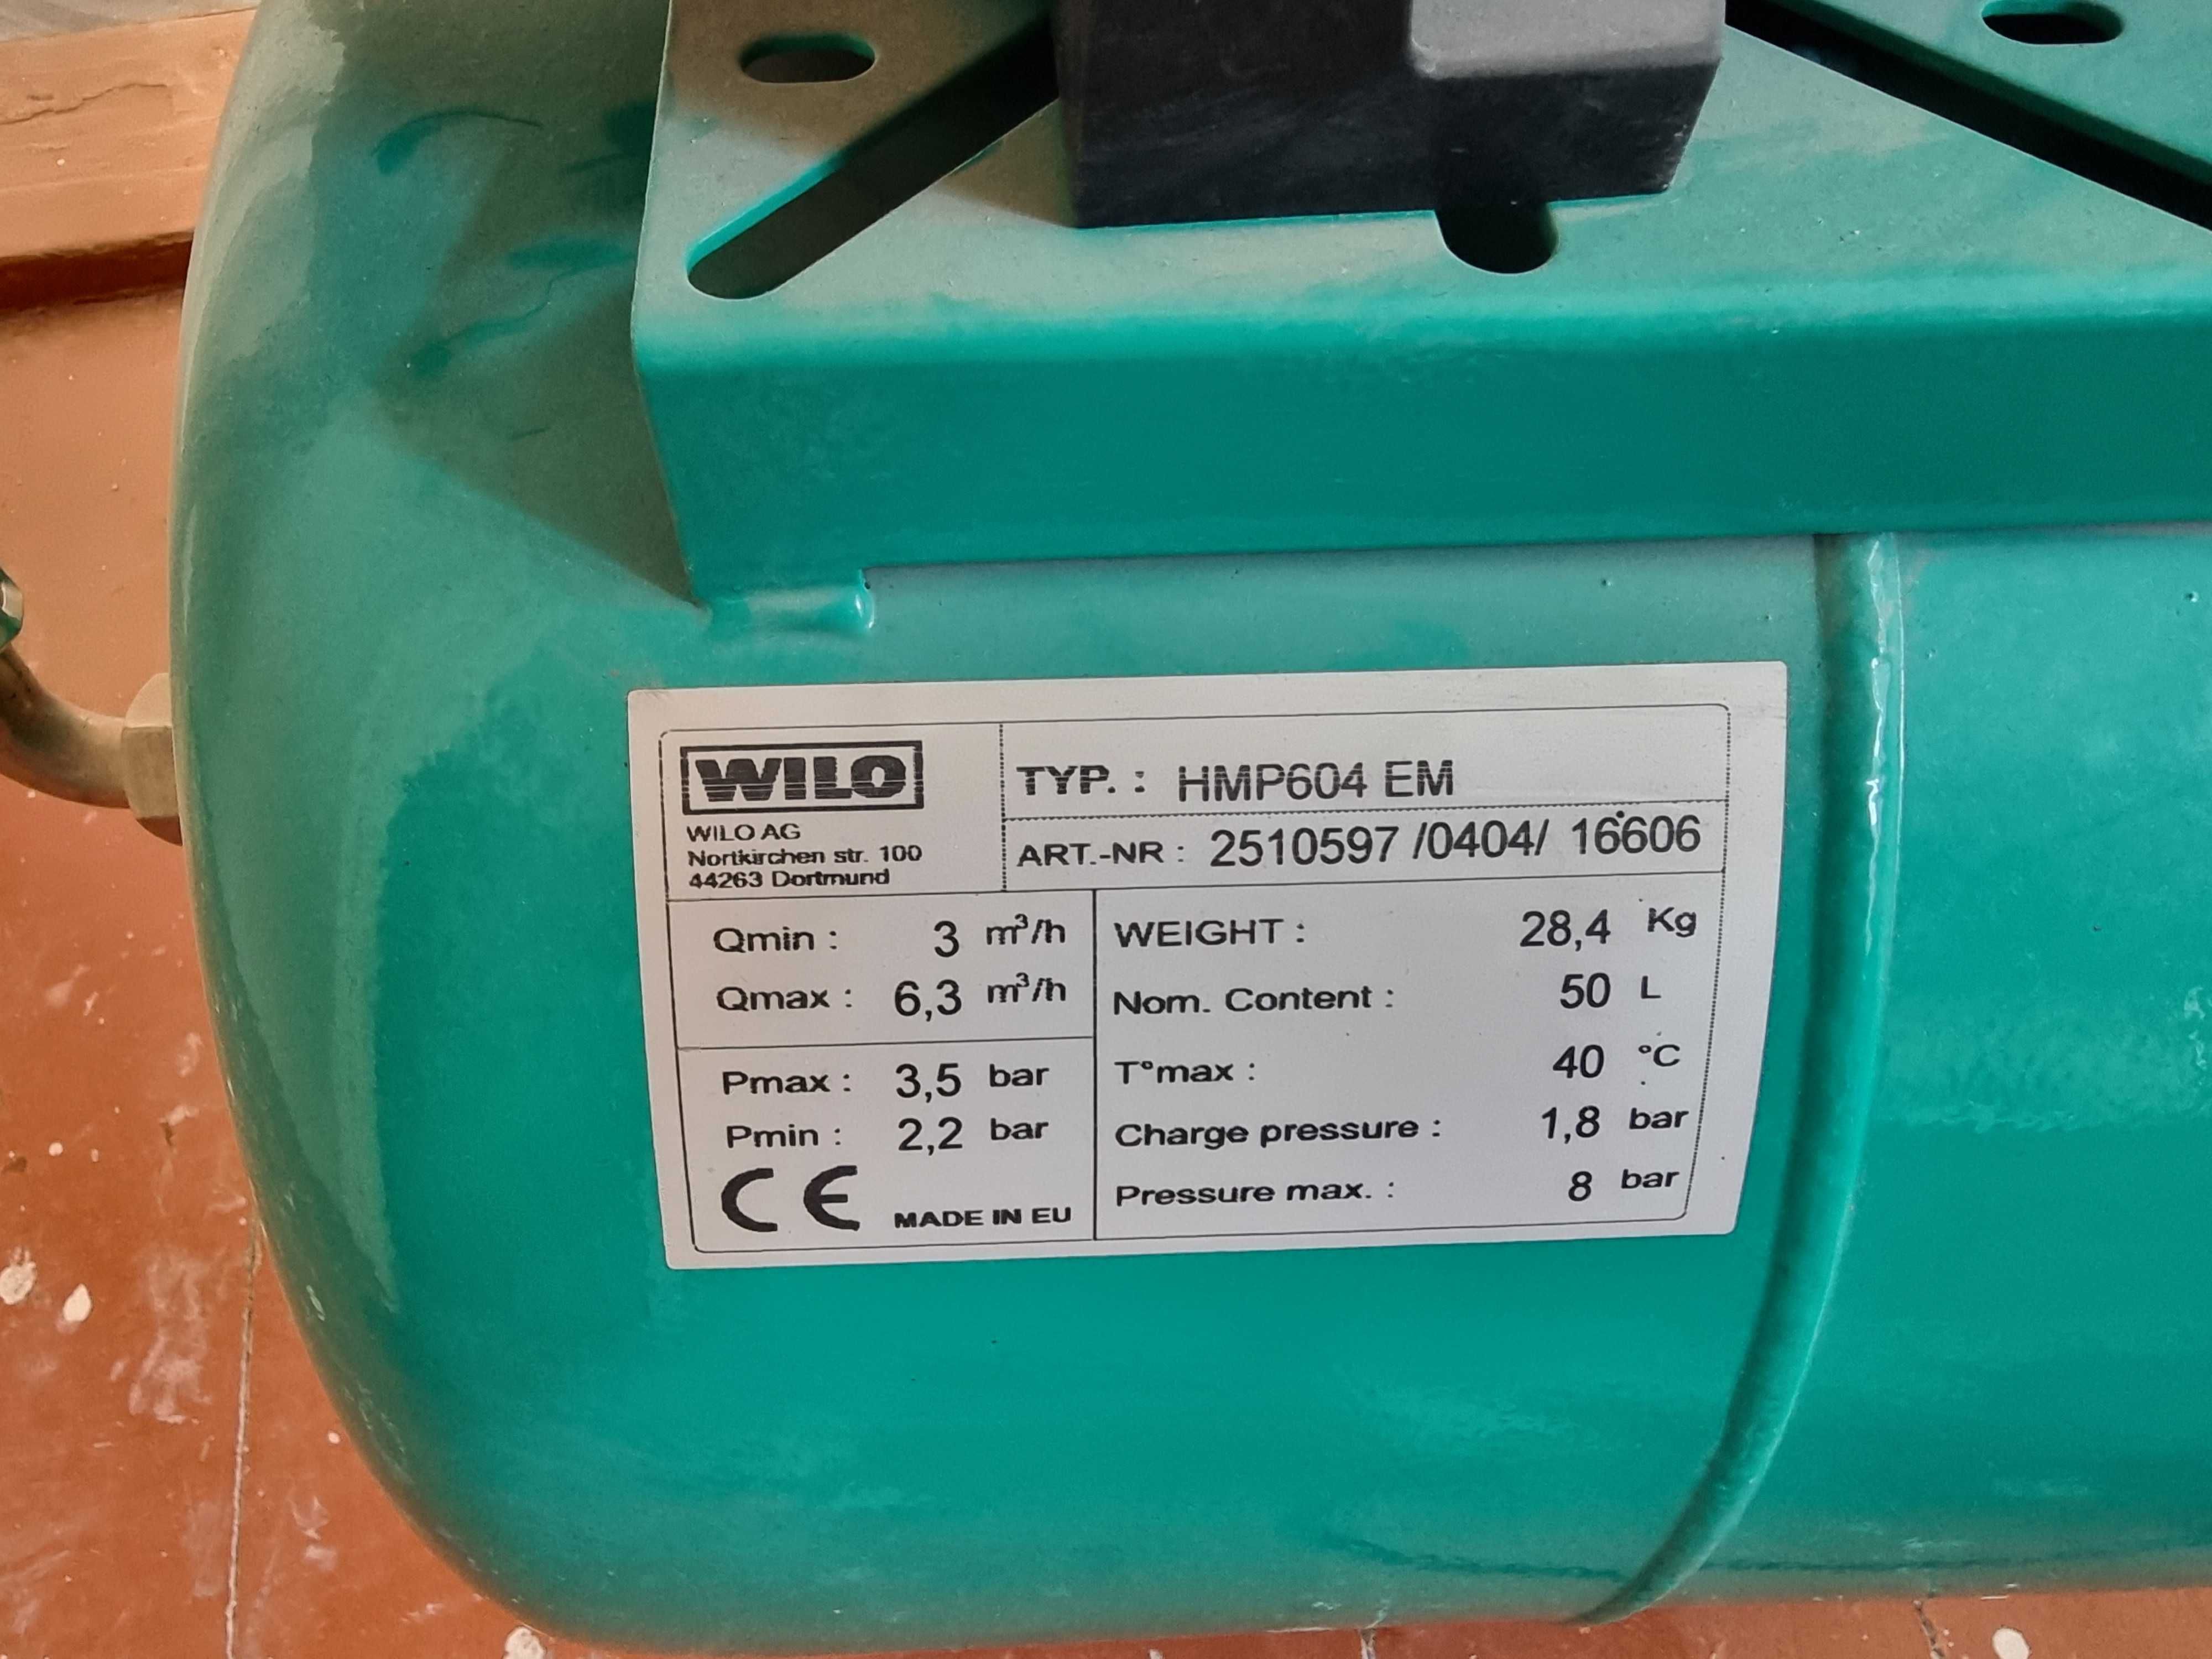 WILO
WILO AG
Nortkirchen str. 100
44263 Dortmund
TYP. : HMP604 EM
ART.-NR : 2510597 /0404/ 16606
Qmin : 3 m³/h
Qmax : 6,3 m³/h
Pmax : 3,5 bar
Pmin : 2,2 bar
CE MADE IN EU
WEIGHT : 28,4 Kg
Nom. Content : 50 L
T°max : 40 °C
Charge pressure : 1,8 bar
Pressure max. : 8 bar